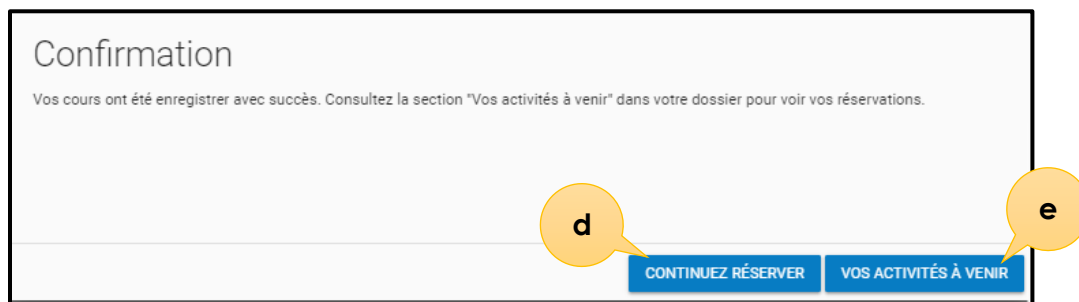 Confirmation
Vos cours ont été enregistrer avec succès. Consultez la section "Vos activités à venir" dans votre dossier pour voir vos réservations.
d
e
CONTINUEZ RÉSERVER
VOS ACTIVITÉS À VENIR